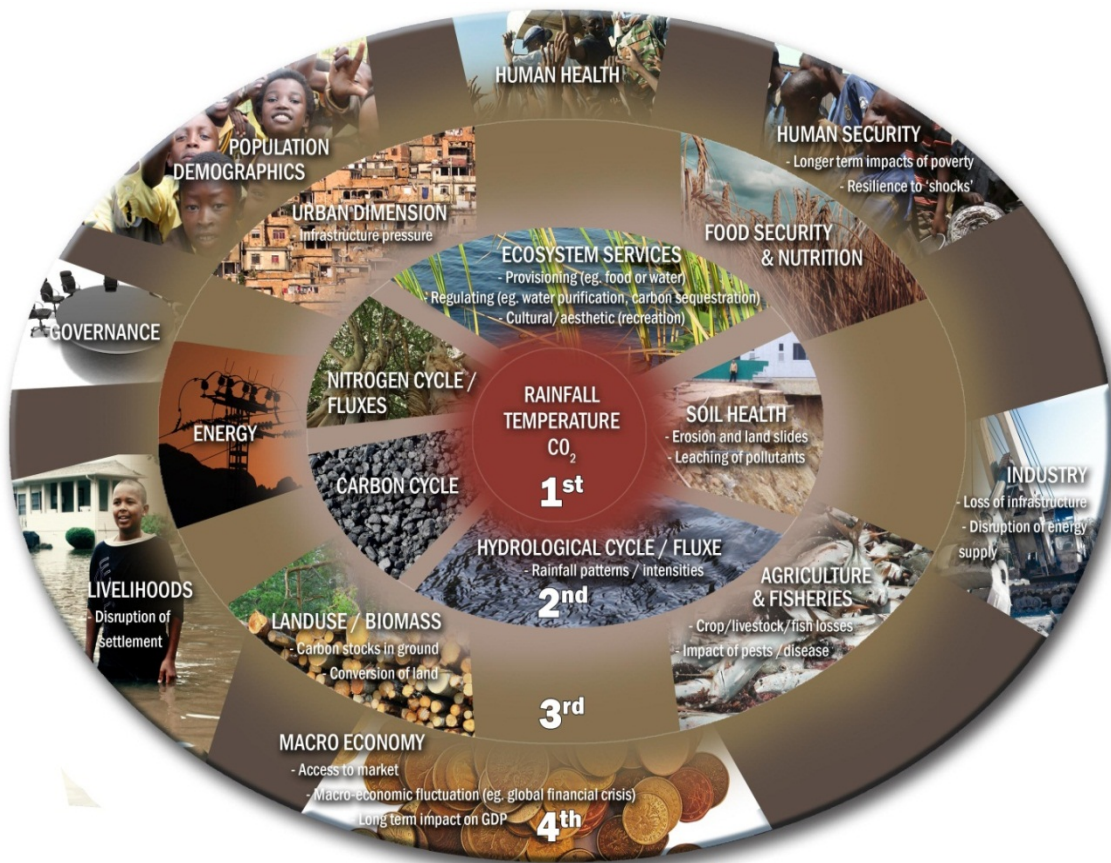 HUMAN HEALTH
HUMAN SECURITY
- Longer term impacts of poverty
- Resilience to 'shocks'
POPULATION
DEMOGRAPHICS
URBAN DIMENSION
- Infrastructure pressure
FOOD SECURITY
& NUTRITION
ECOSYSTEM SERVICES
- Provisioning (eg. food or water)
- Regulating (eg. water purification, carbon sequestration)
- Cultural/aesthetic (recreation)
GOVERNANCE
NITROGEN CYCLE /
FLUXES
RAINFALL
TEMPERATURE
CO₂
1st
SOIL HEALTH
- Erosion and land slides
- Leaching of pollutants
ENERGY
CARBON CYCLE
INDUSTRY
- Loss of infrastructure
- Disruption of energy
supply
HYDROLOGICAL CYCLE / FLUXE
- Rainfall patterns / intensities
2nd
AGRICULTURE
& FISHERIES
- Crop/livestock/fish losses
- Impact of pests /disease
LIVELIHOODS
- Disruption of
settlement
LANDUSE / BIOMASS
- Carbon stocks in ground
- Conversion of land
3rd
MACRO ECONOMY
- Access to market
- Macro-economic fluctuation (eg. global financial crisis)
Long term impact on GDP
4th